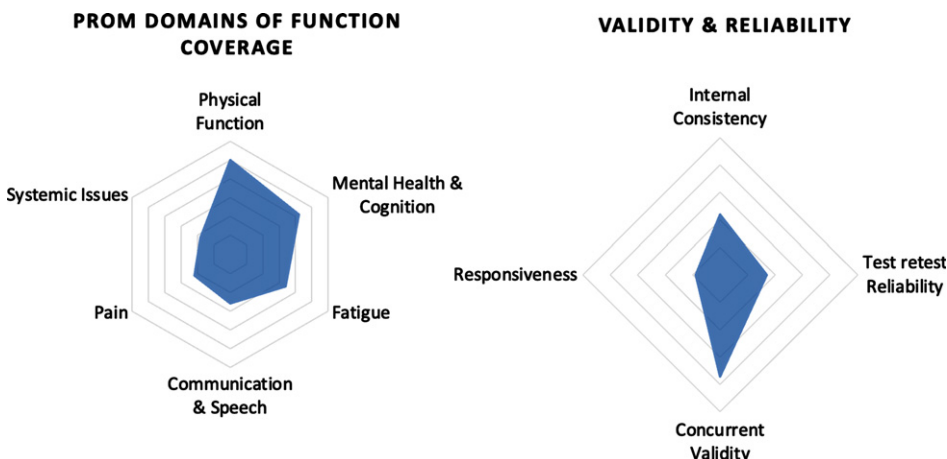 PROM DOMAINS OF FUNCTION
COVERAGE
Physical
Function
Mental Health &
Cognition
Fatigue
Communication
& Speech
Pain
Systemic Issues
VALIDITY & RELIABILITY
Internal
Consistency
Test retest
Reliability
Concurrent
Validity
Responsiveness